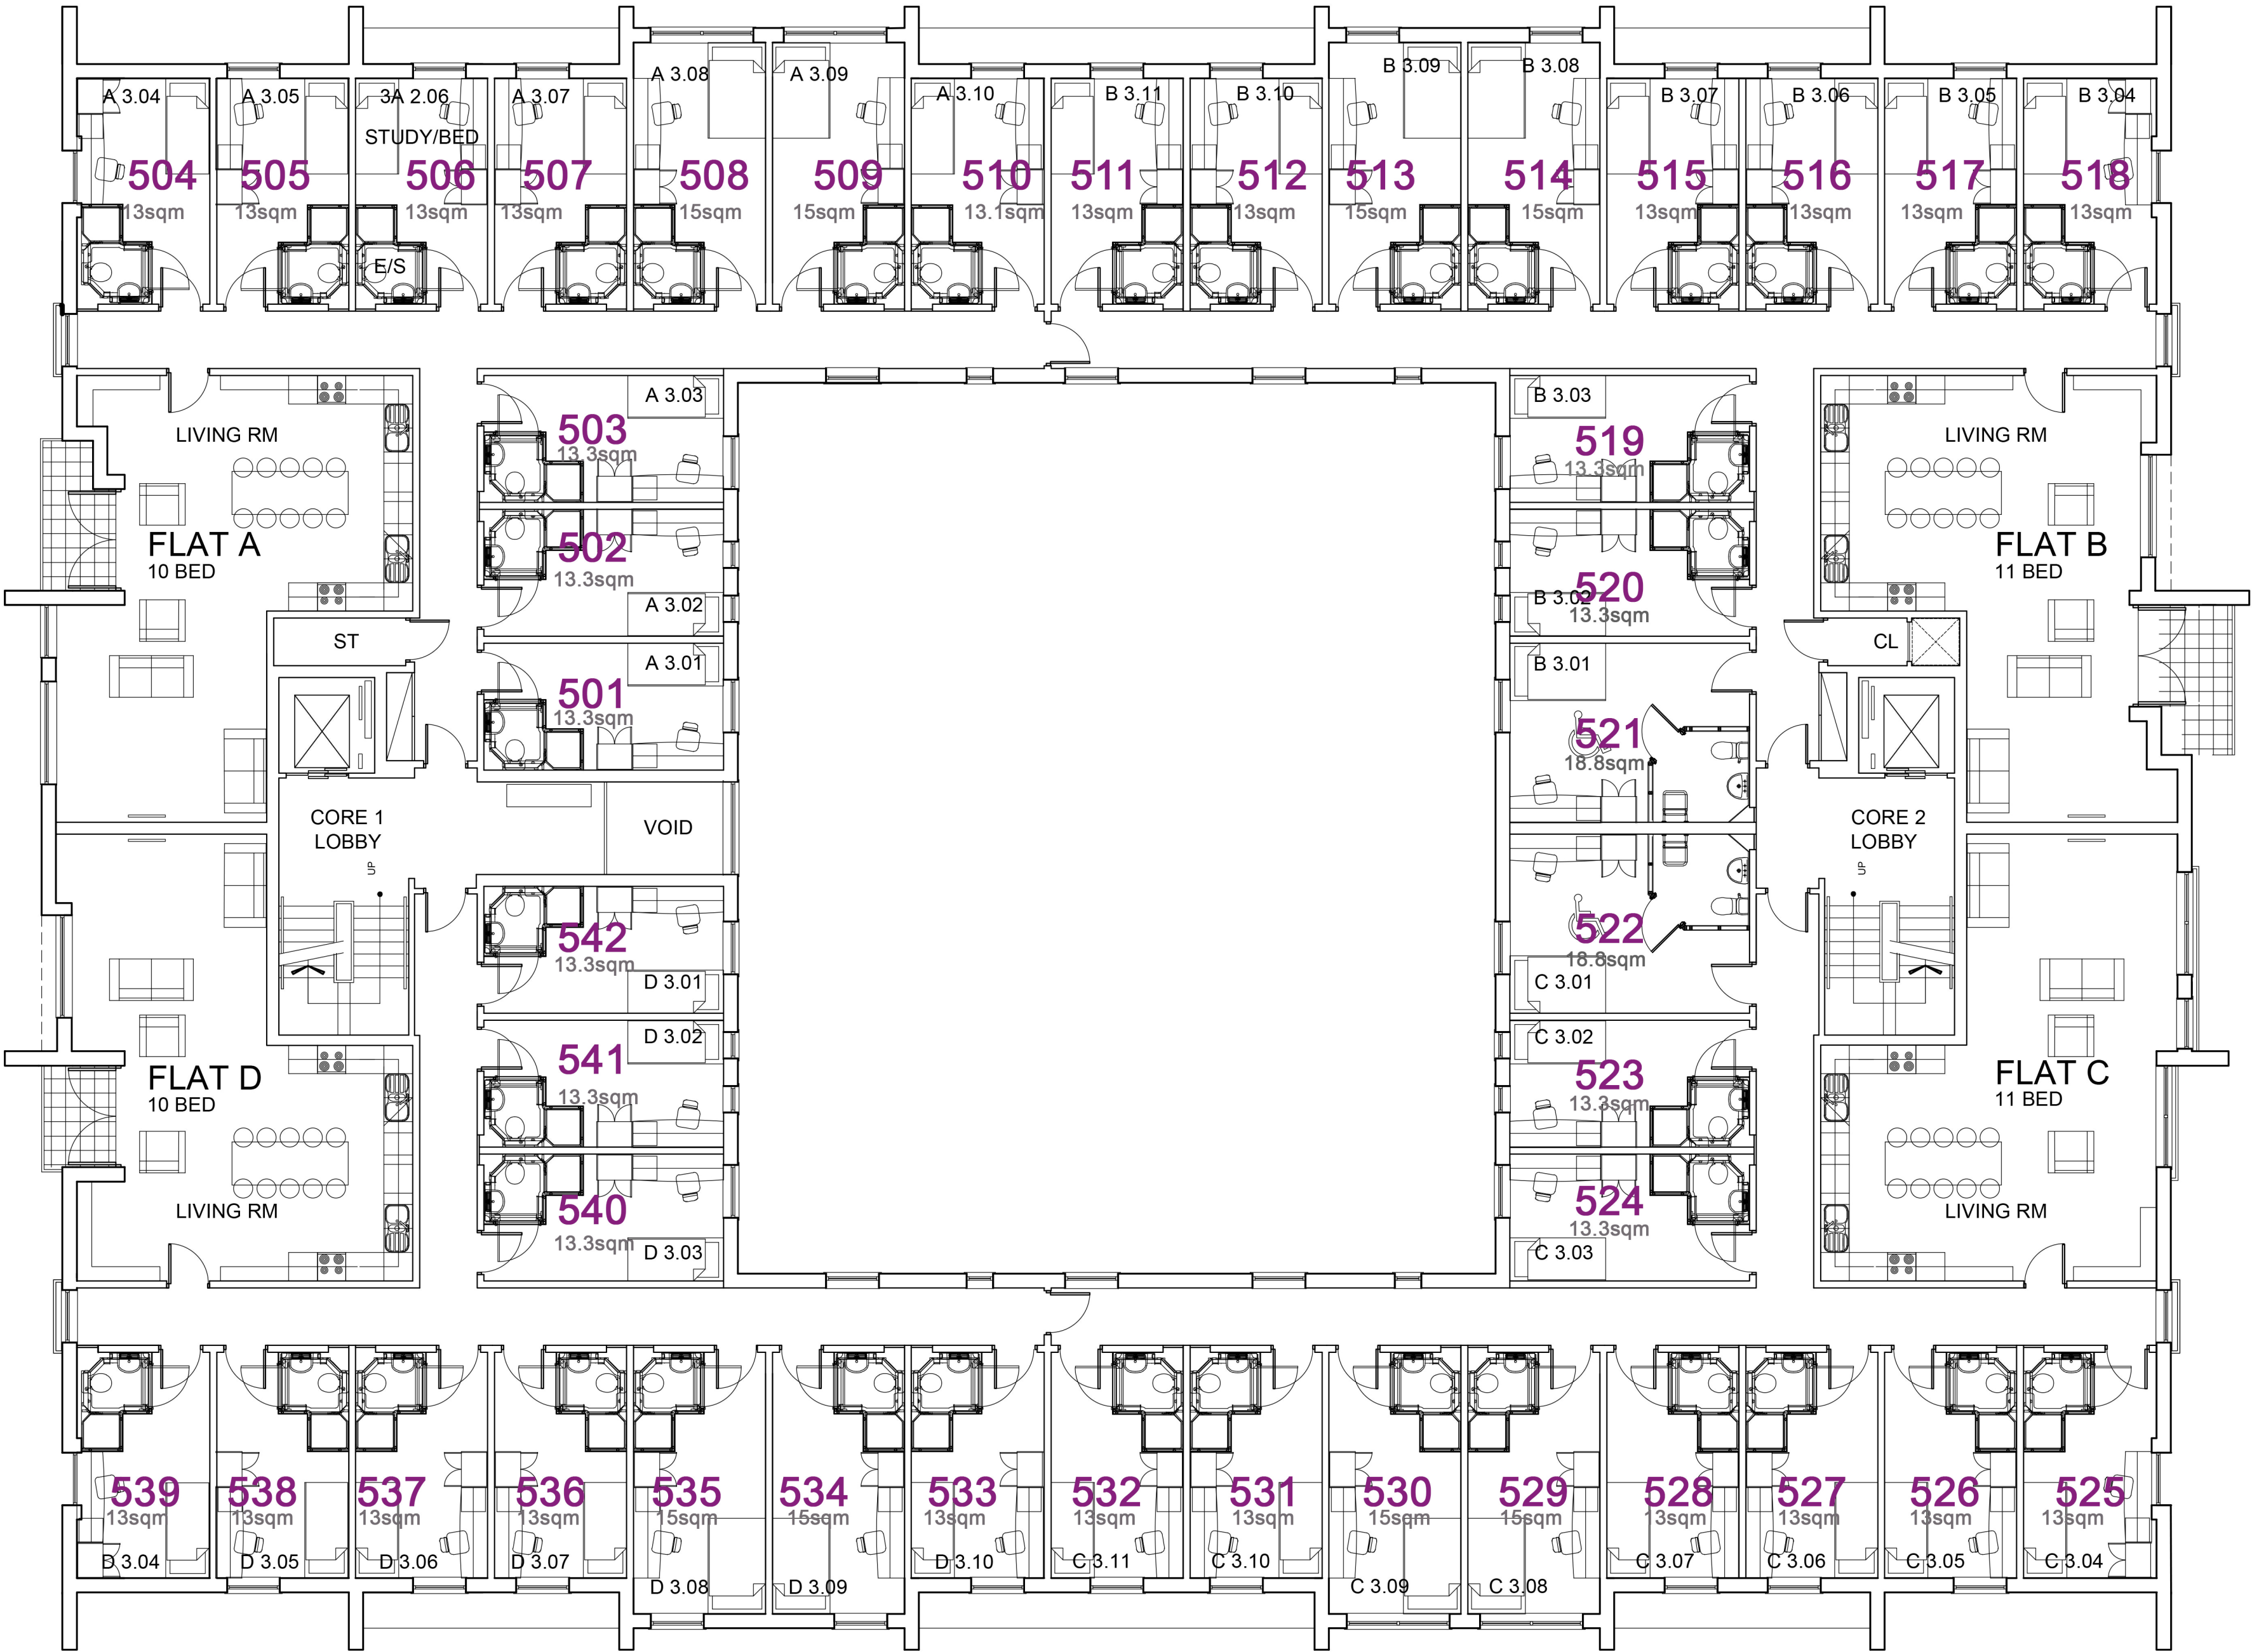 A 3.04
A 3.05
3A 2.06
A 3.07
A 3.08
A 3.09
A 3.10
B 3.11
B 3.10
B 3.09
B 3.08
B 3.07
B 3.06
B 3.05
B 3.04
STUDY/BED
504
505
506
507
508
509
510
511
512
513
514
515
516
517
518
13sqm
13sqm
13sqm
13sqm
15sqm
15sqm
13.1sqm
13sqm
13sqm
15sqm
15sqm
13sqm
13sqm
13sqm
13sqm
E/S
LIVING RM
FLAT A
10 BED
ST
A 3.03
503
13.3sqm
502
13.3sqm
A 3.02
A 3.01
501
13.3sqm
CORE 1
LOBBY
UP
VOID
B 3.03
519
13.3sqm
520
B 3.02
13.3sqm
B 3.01
521
18.8sqm
LIVING RM
FLAT B
11 BED
CL
CORE 2
LOBBY
UP
542
13.3sqm
D 3.01
D 3.02
541
13.3sqm
540
13.3sqm
D 3.03
522
18.8sqm
C 3.01
C 3.02
523
13.3sqm
524
13.3sqm
C 3.03
FLAT D
10 BED
LIVING RM
FLAT C
11 BED
LIVING RM
539
538
537
536
535
534
533
532
531
530
529
528
527
526
525
13sqm
13sqm
13sqm
13sqm
15sqm
15sqm
13sqm
13sqm
13sqm
15sqm
15sqm
13sqm
13sqm
13sqm
13sqm
D 3.04
D 3.05
D 3.06
D 3.07
D 3.08
D 3.09
D 3.10
C 3.11
C 3.10
C 3.09
C 3.08
C 3.07
C 3.06
C 3.05
C 3.04